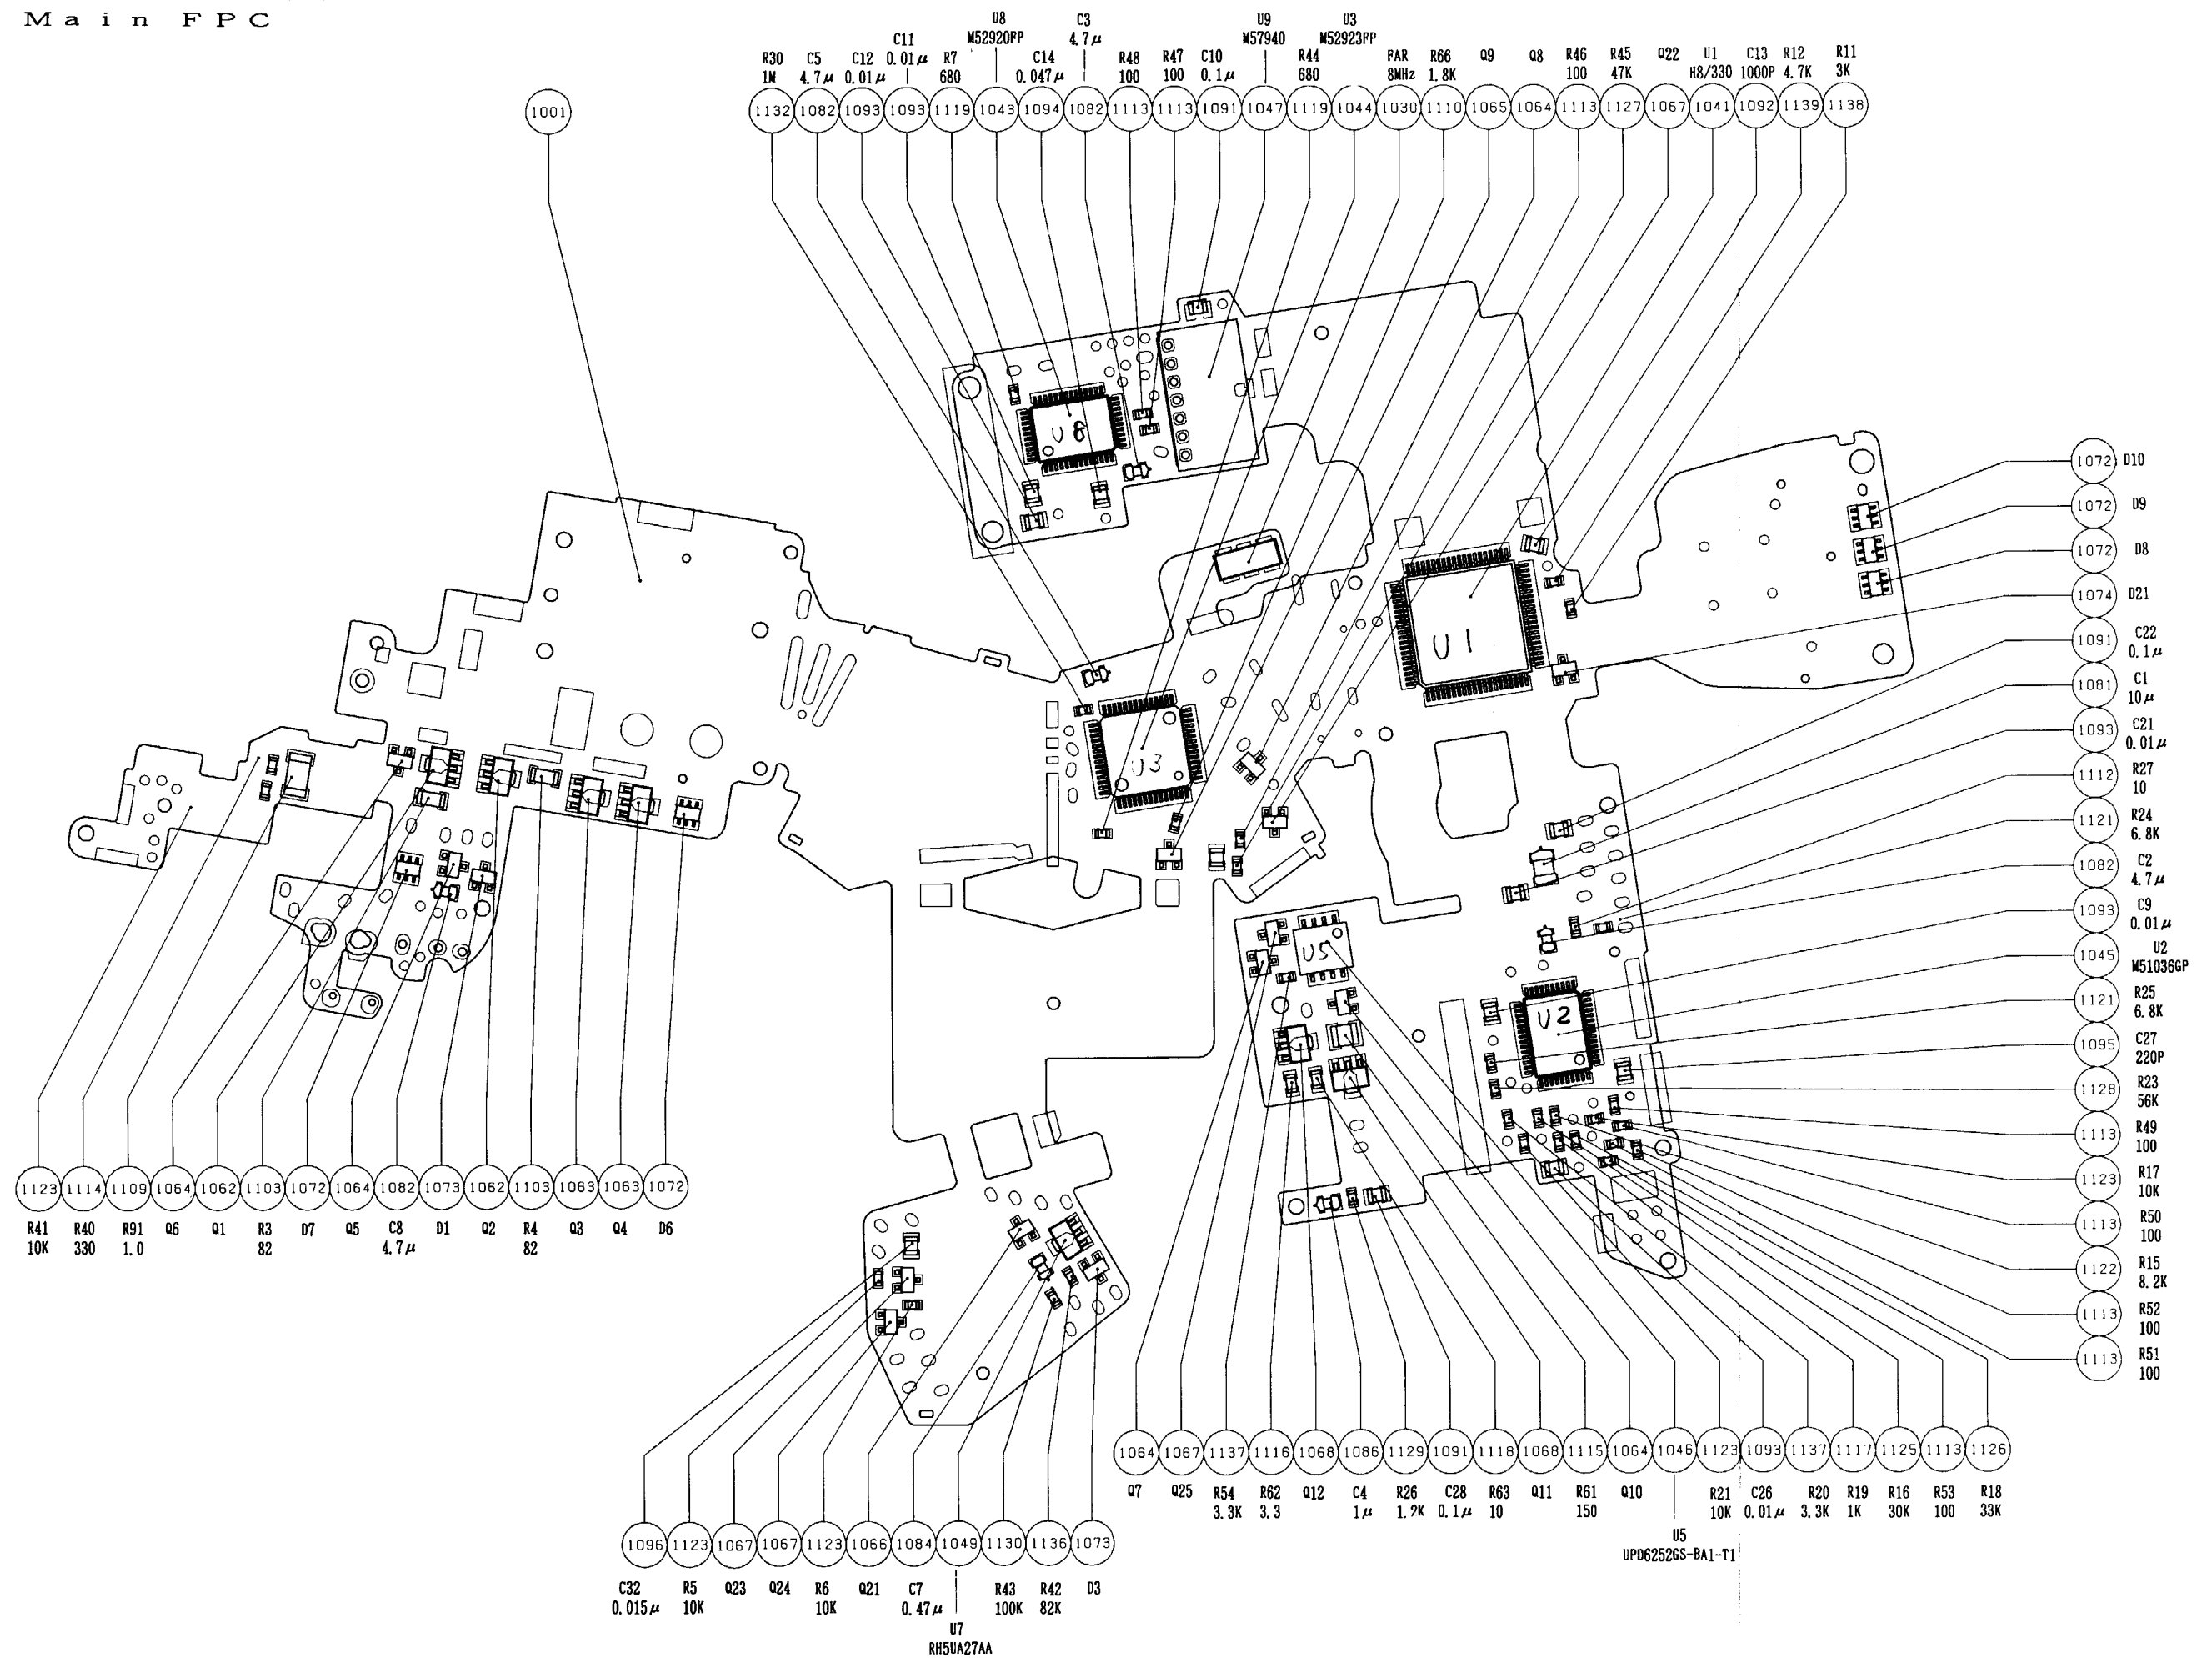 Main FPC
U8 C3 U9 U3
M52920FP 4.7μ M57940 M52923FP
C11
R30 C5 C12 0.01μ R7 C14 R48 R47 C10 R44 FAR R66 Q9 Q8 R46 R45 Q22 U1 C13 R12 R11
1M 4.7μ 0.01μ 680 0.047μ 100 100 0.1μ 680 8MHz 1.8K 100 47K H8/330 1000P 4.7K 3K
1001 1132 1082 1093 1093 1119 1043 1094 1082 1113 1113 1091 1047 1119 1044 1030 1110 1065 1064 1113 1127 1067 1041 1092 1139 1138
U8
U1
U3
U5
U2
1072 D10
1072 D9
1072 D8
1074 D21
1091 C22
0.1μ
1081 C1
10μ
1093 C21
0.01μ
1112 R27
10
1121 R24
6.8K
1082 C2
4.7μ
1093 C9
0.01μ
1045 U2
M51036GP
1121 R25
6.8K
1095 C27
220P
1128 R23
56K
1113 R49
100
1123 R17
10K
1113 R50
100
1122 R15
8.2K
1113 R52
100
1113 R51
100
1123 1114 1109 1064 1062 1103 1072 1064 1082 1073 1062 1103 1063 1063 1072
R41 R40 R91 Q6 Q1 R3 D7 Q5 C8 D1 Q2 R4 Q3 Q4 D6
10K 330 1.0 82 4.7μ 82
1064 1067 1137 1116 1068 1086 1129 1091 1118 1068 1115 1064 1046 1123 1093 1137 1117 1125 1113 1126
Q7 Q25 R54 R62 Q12 C4 R26 C28 R63 Q11 R61 Q10 R21 C26 R20 R19 R16 R53 R18
3.3K 3.3 1μ 1.2K 0.1μ 10 150 10K 0.01μ 3.3K 1K 30K 100 33K
U5
UPD6252GS-BA1-T1
1096 1123 1067 1067 1123 1066 1084 1049 1130 1136 1073
C32 R5 Q23 Q24 R6 Q21 C7 R43 R42 D3
0.015μ 10K 10K 0.47μ 100K 82K
U7
RH5UA27AA